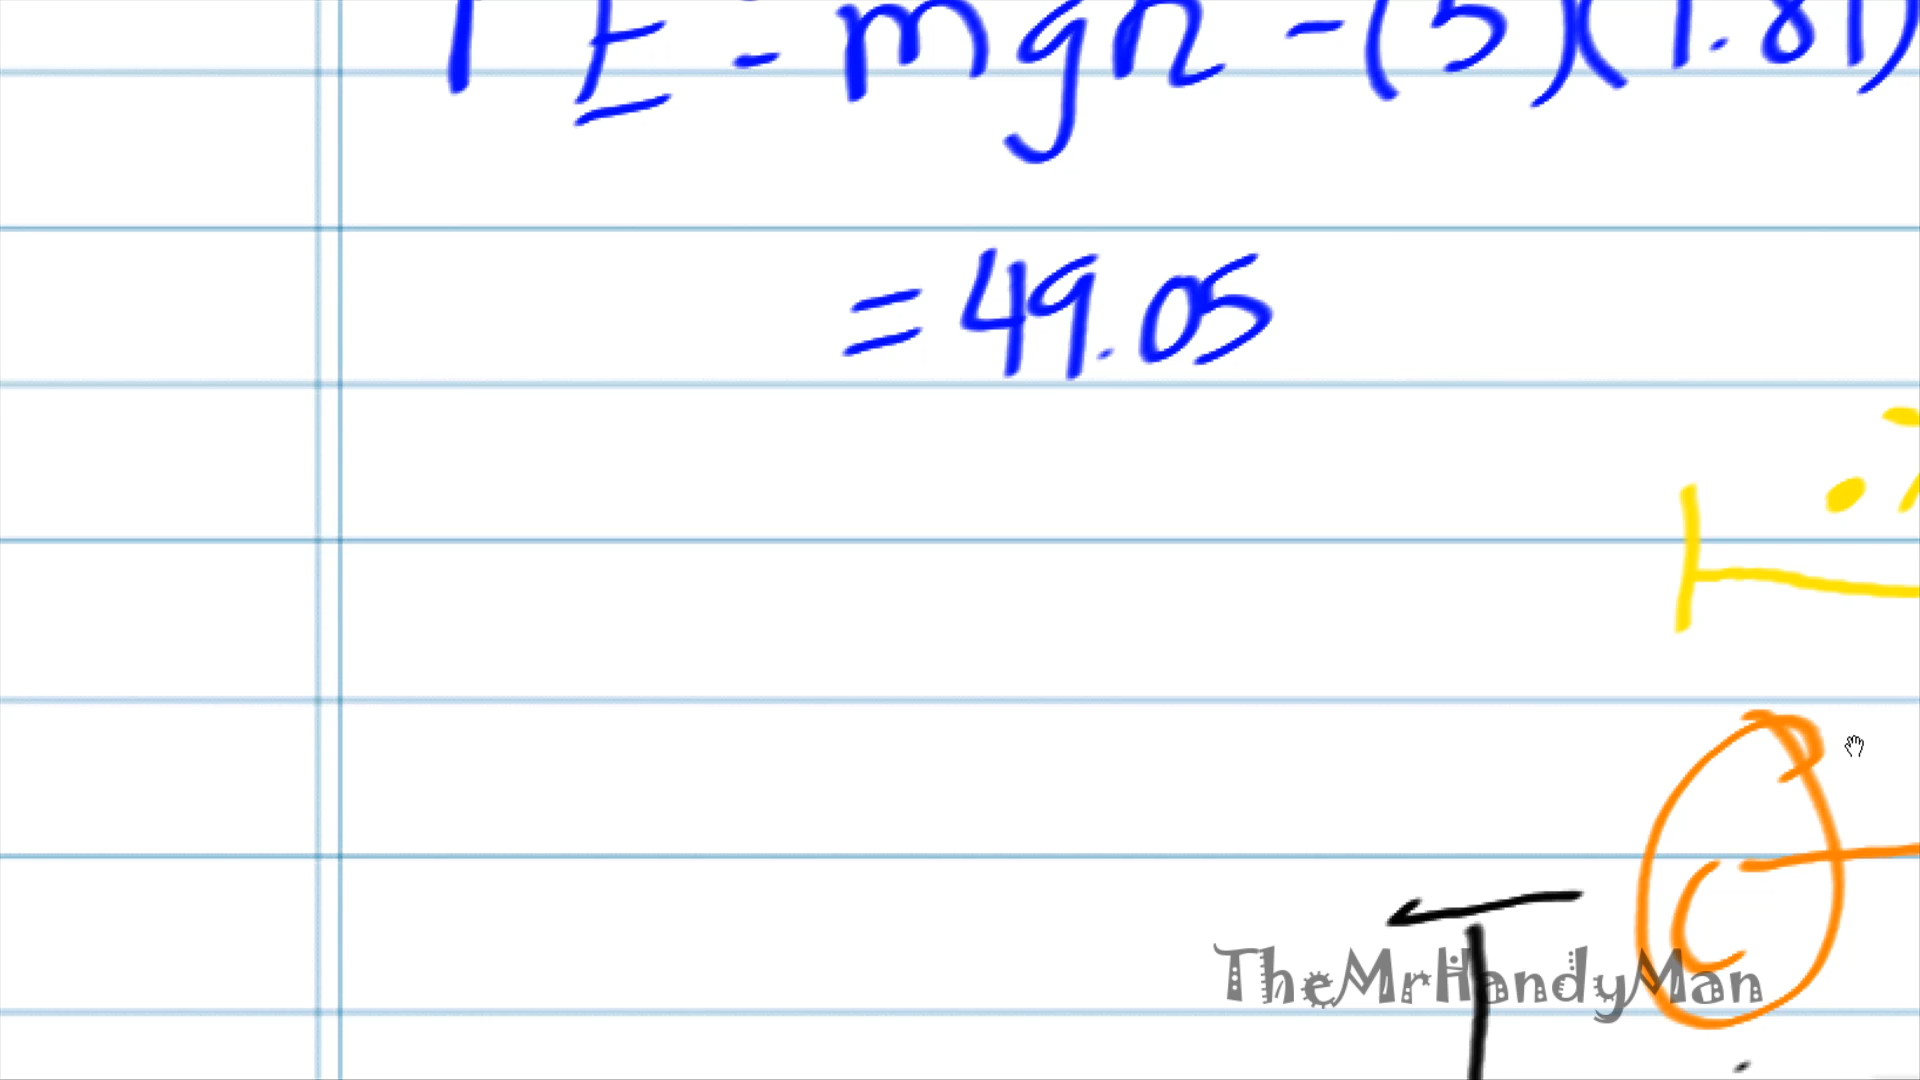 PE = mgh = (5)(9.81)
= 49.05
C
T
TheMrHandyMan